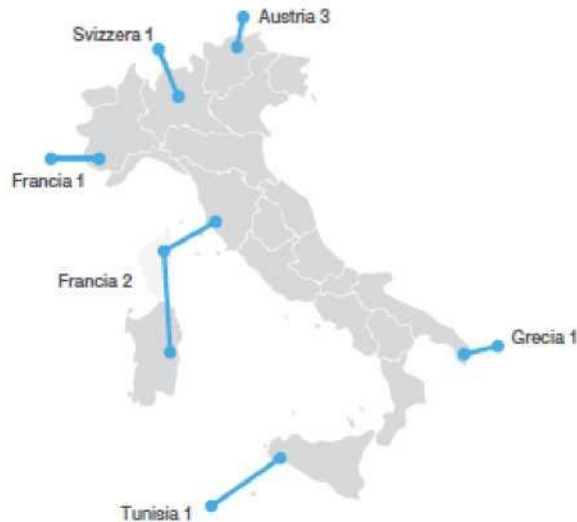 Austria 3
Svizzera 1
Francia 1
Francia 2
Grecia 1
Tunisia 1